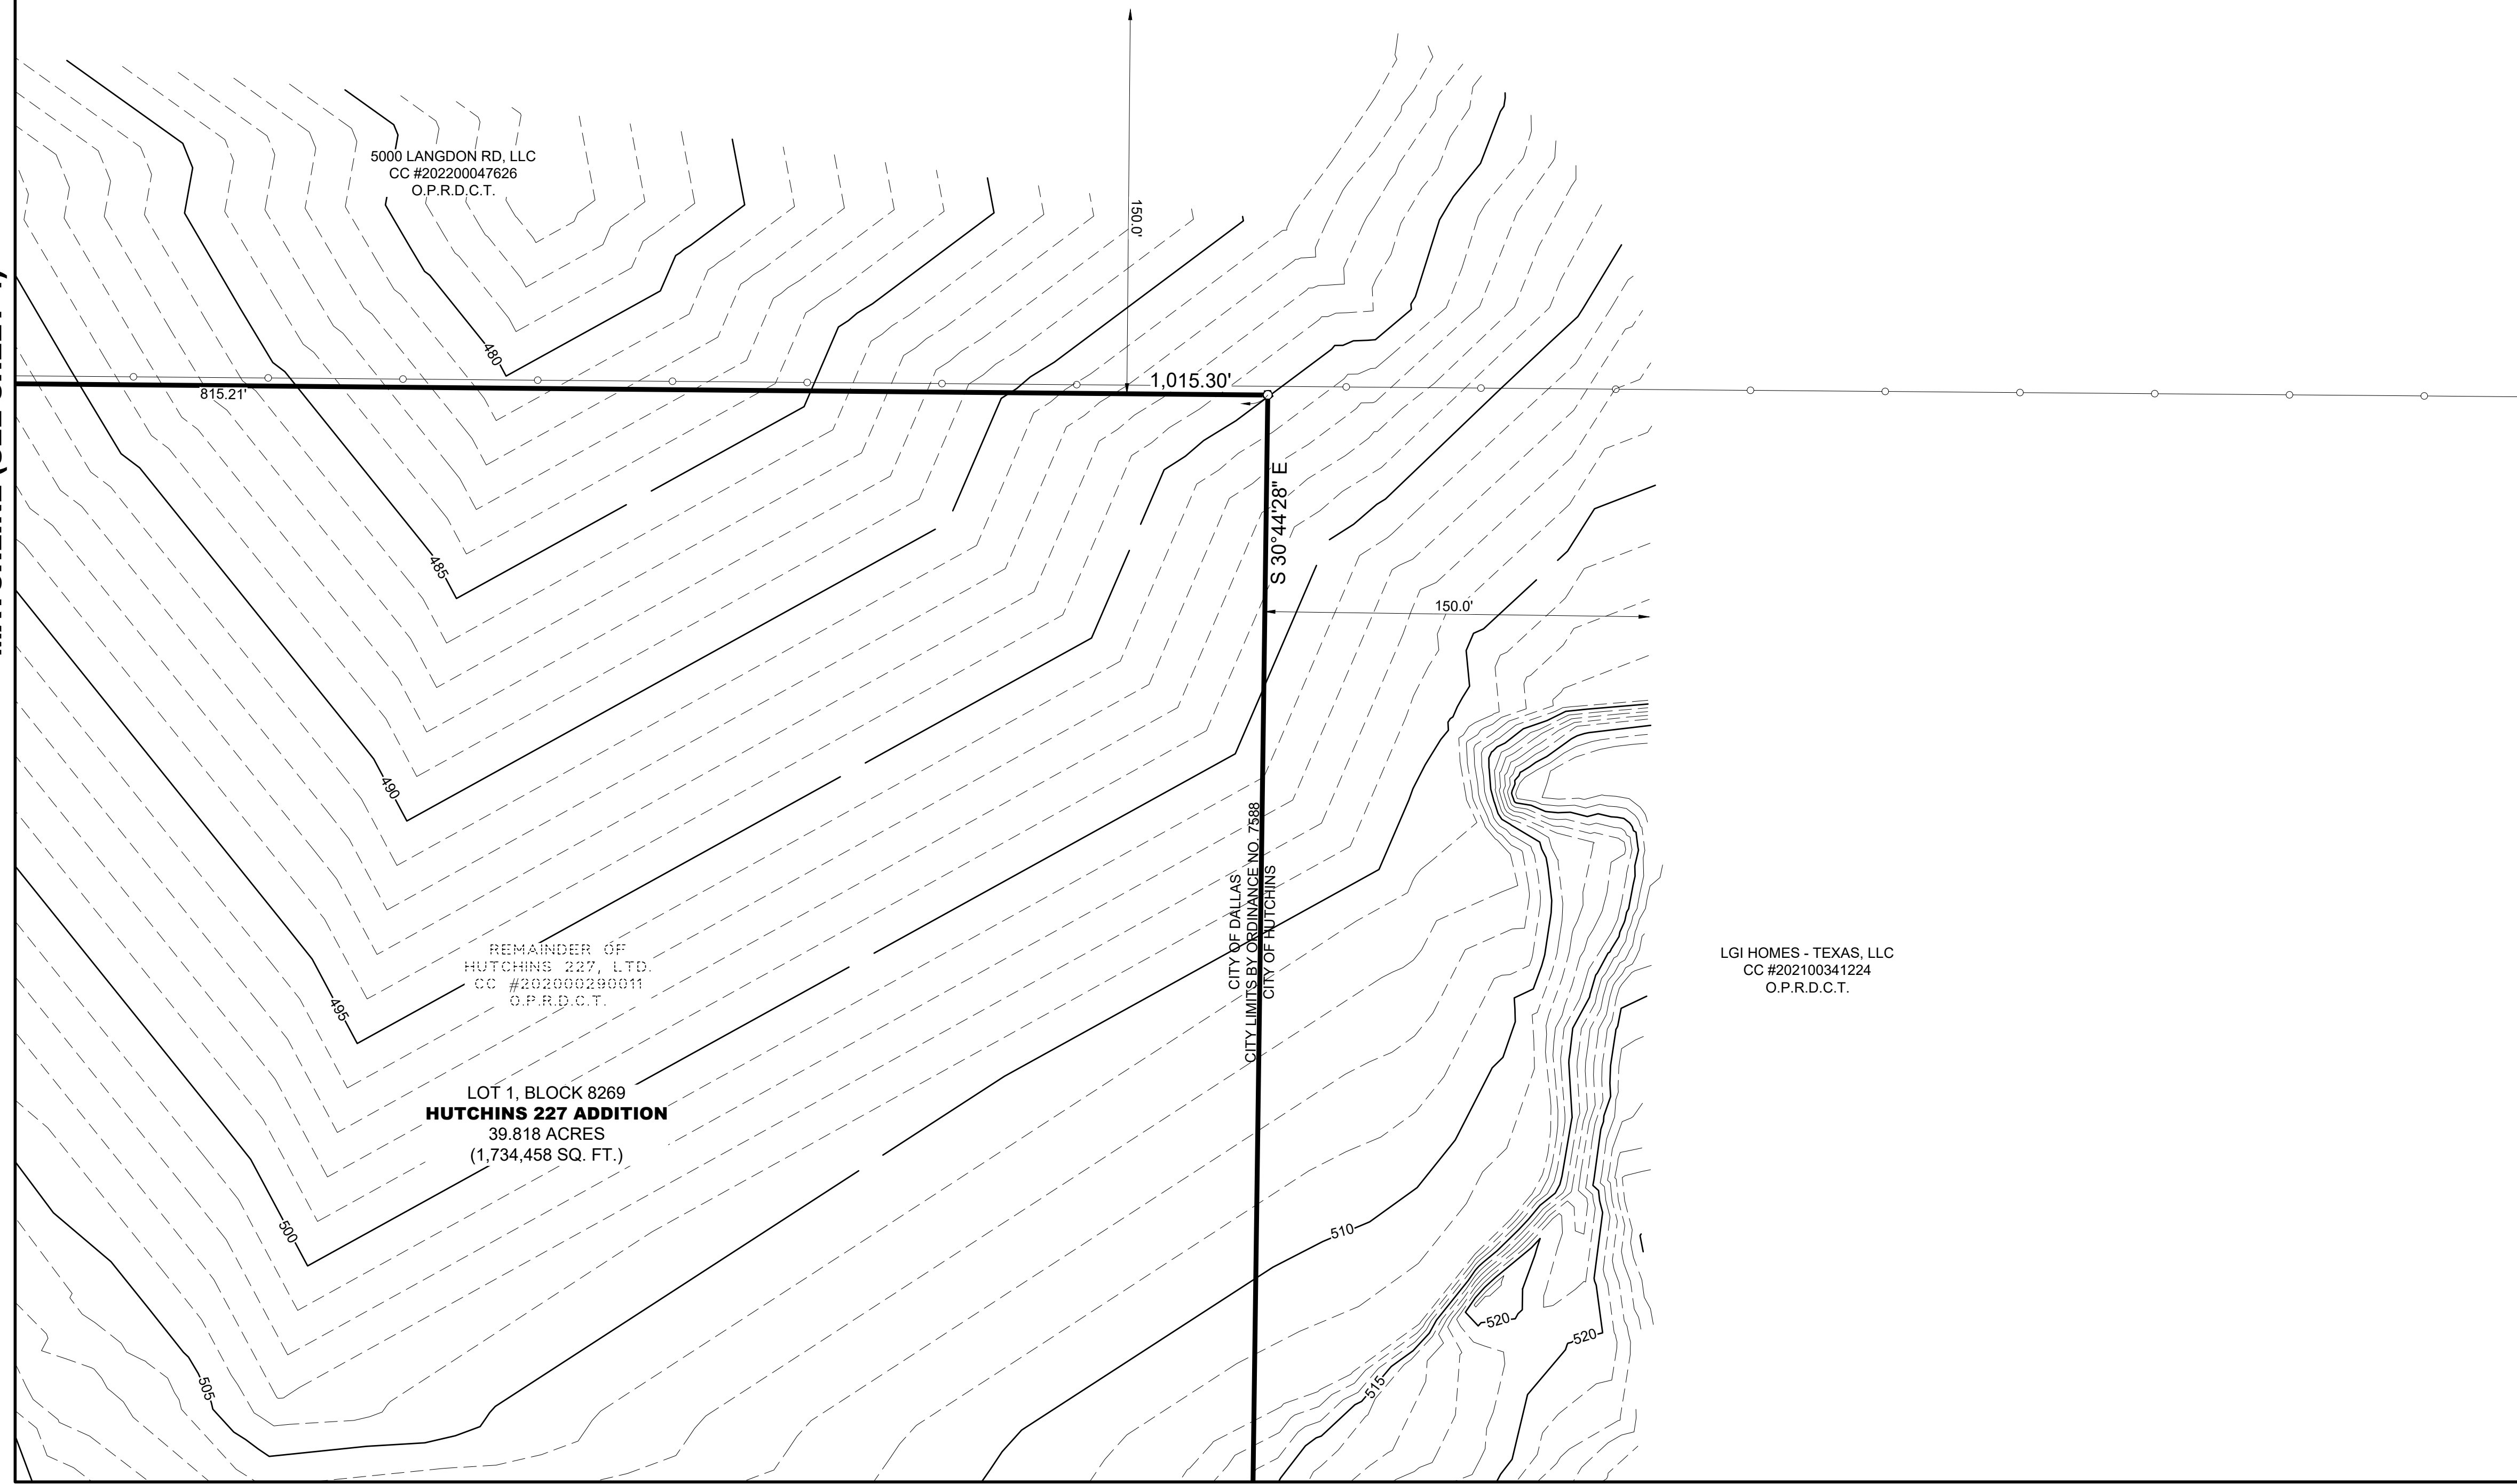 5000 LANGDON RD, LLC
CC #202200047626
O.P.R.D.C.T.
150.0'
480
1,015.30'
815.21'
S 30°44'28" E
485
150.0'
490
CITY OF DALLAS
CITY LIMITS BY ORDINANCE NO. 7588
CITY OF HUTCHINS
REMAINDER OF
HUTCHINS 227, LTD.
CC #202000290011
O.P.R.D.C.T.
495
LGI HOMES - TEXAS, LLC
CC #202100341224
O.P.R.D.C.T.
LOT 1, BLOCK 8269
HUTCHINS 227 ADDITION
39.818 ACRES
(1,734,458 SQ. FT.)
500
510
520
520
505
515